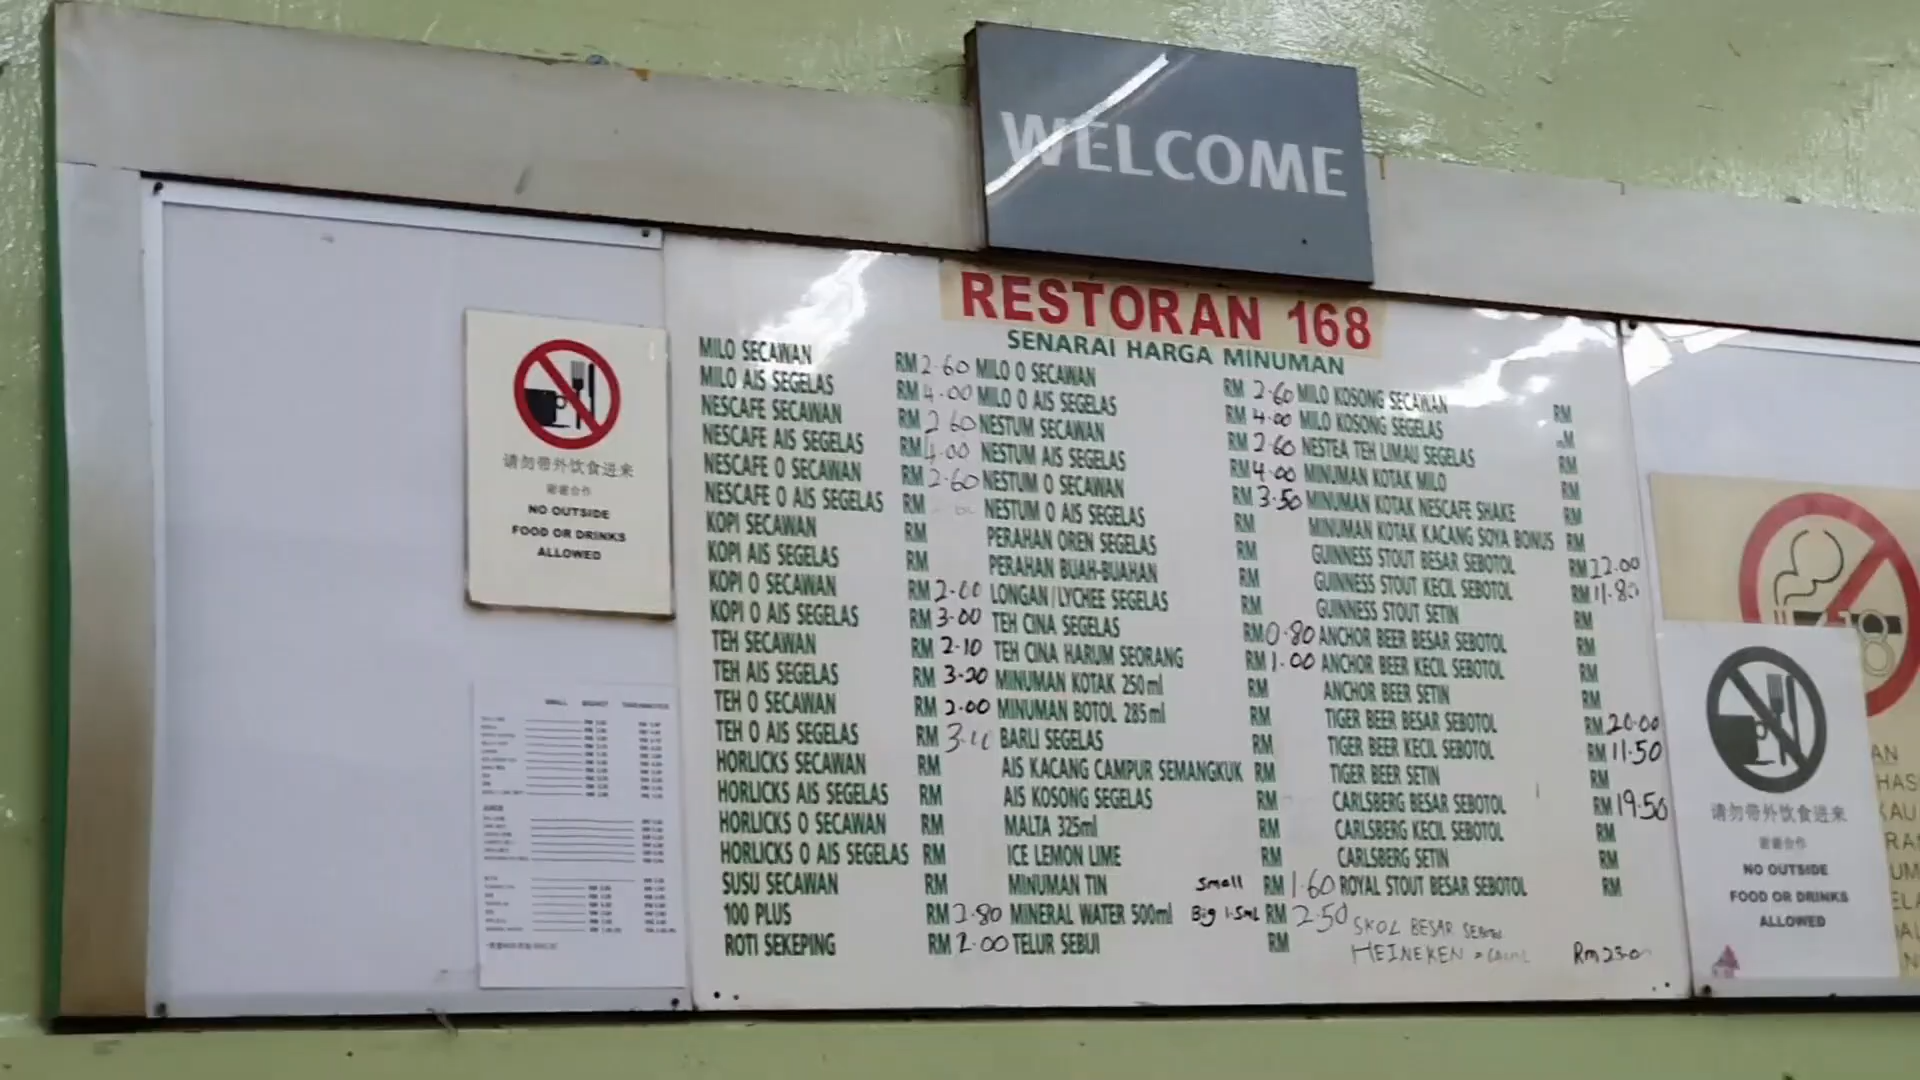 WELCOME
RESTORAN 168
SENARAI HARGA MINUMAN
MILO SECAWAN RM 2.60
MILO AIS SEGELAS RM 4.00
NESCAFE SECAWAN RM 2.60
NESCAFE AIS SEGELAS RM 4.00
NESCAFE O SECAWAN RM 2.60
NESCAFE O AIS SEGELAS RM
KOPI SECAWAN RM
KOPI AIS SEGELAS RM
KOPI O SECAWAN RM 2.00
KOPI O AIS SEGELAS RM 3.00
TEH SECAWAN RM 2.10
TEH AIS SEGELAS RM 3.20
TEH O SECAWAN RM 2.00
TEH O AIS SEGELAS RM
HORLICKS SECAWAN RM
HORLICKS AIS SEGELAS RM
HORLICKS O SECAWAN RM
HORLICKS O AIS SEGELAS RM
SUSU SECAWAN RM
100 PLUS RM 2.80
ROTI SEKEPING RM 2.00
MILO O SECAWAN RM 2.60
MILO O AIS SEGELAS RM 4.00
NESTUM SECAWAN RM 2.60
NESTUM AIS SEGELAS RM 4.00
NESTUM O SECAWAN RM 3.50
NESTUM O AIS SEGELAS RM
PERAHAN OREN SEGELAS RM
PERAHAN BUAH-BUAHAN RM
LONGAN/LYCHEE SEGELAS RM
TEH CINA SEGELAS RM 0.80
TEH CINA HARUM SEORANG RM 1.00
MINUMAN KOTAK 250ml RM
MINUMAN BOTOL 285ml RM
BARLI SEGELAS RM
AIS KACANG CAMPUR SEMANGKUK RM
AIS KOSONG SEGELAS RM
MALTA 325ml RM
ICE LEMON LIME RM
MINUMAN TIN small RM 1.60
MINERAL WATER 500ml Big 1.5ml RM 2.50
TELUR SEBIJI RM
MILO KOSONG SECAWAN RM
MILO KOSONG SEGELAS RM
NESTEA TEH LIMAU SEGELAS RM
MINUMAN KOTAK MILO RM
MINUMAN KOTAK NESCAFE SHAKE RM
MINUMAN KOTAK KACANG SOYA BONUS RM
GUINNESS STOUT BESAR SEBOTOL RM 22.00
GUINNESS STOUT KECIL SEBOTOL RM 11.80
GUINNESS STOUT SETIN RM
ANCHOR BEER BESAR SEBOTOL RM
ANCHOR BEER KECIL SEBOTOL RM
ANCHOR BEER SETIN RM
TIGER BEER BESAR SEBOTOL RM 20.00
TIGER BEER KECIL SEBOTOL RM 11.50
TIGER BEER SETIN RM
CARLSBERG BESAR SEBOTOL RM 19.50
CARLSBERG KECIL SEBOTOL RM
CARLSBERG SETIN RM
ROYAL STOUT BESAR SEBOTOL RM
SKOL BESAR SEBOTOL
HEINEKEN
请勿带外饮食进来
谢谢合作
NO OUTSIDE
FOOD OR DRINKS
ALLOWED
SMALL
请勿带外饮食进来
谢谢合作
NO OUTSIDE
FOOD OR DRINKS
ALLOWED